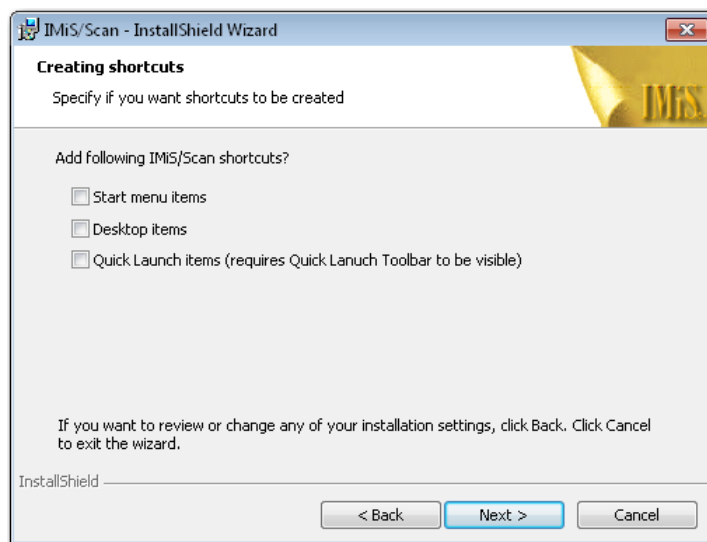 IMiS/Scan - InstallShield Wizard
Creating shortcuts
Specify if you want shortcuts to be created
IMiS
Add following IMiS/Scan shortcuts?
Start menu items
Desktop items
Quick Launch items (requires Quick Lanuch Toolbar to be visible)
If you want to review or change any of your installation settings, click Back. Click Cancel
to exit the wizard.
InstallShield
< Back
Next >
Cancel